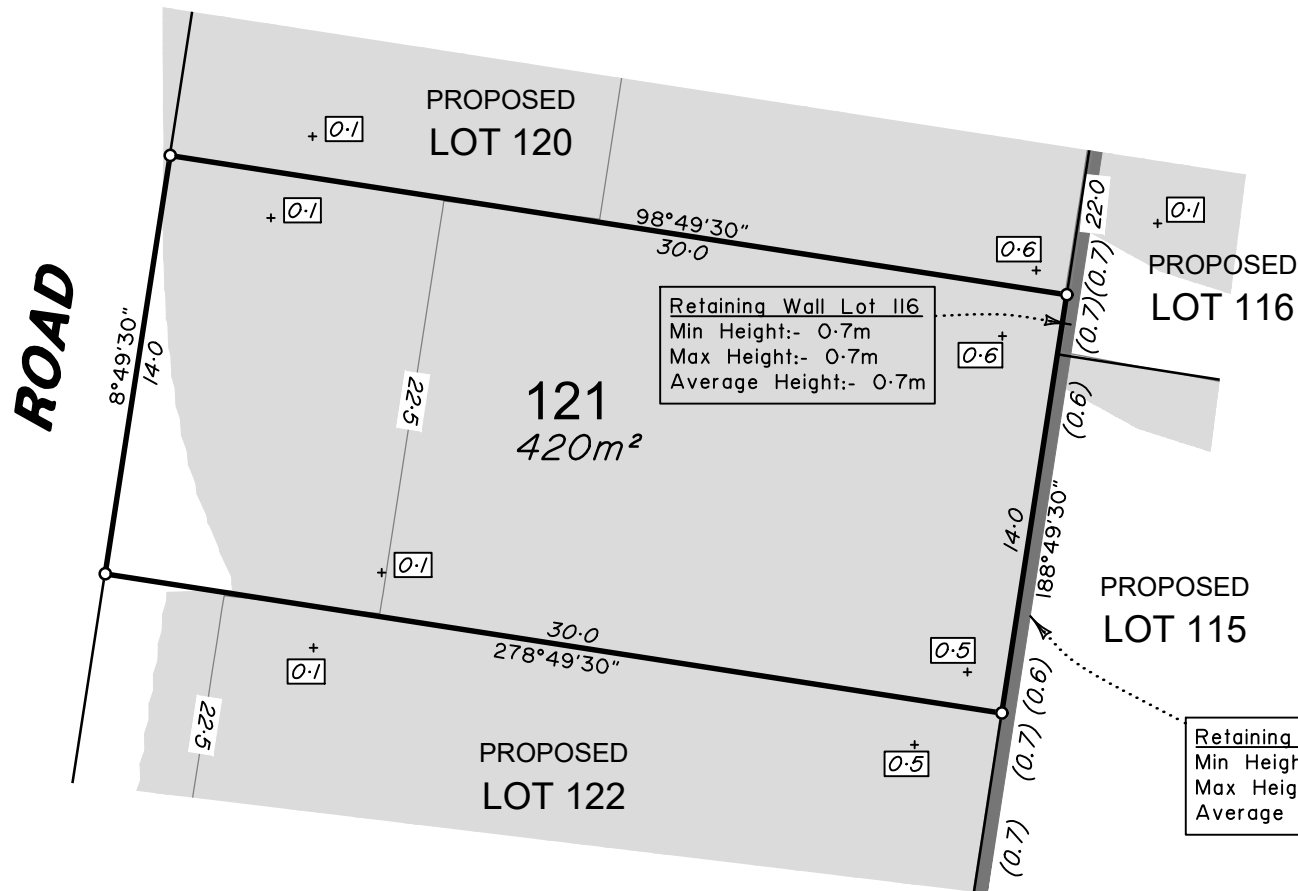 PROPOSED
LOT 120
0·1
0·1
98°49'30"
30·0
0·6
22·0
0·1
PROPOSED
LOT 116
(0.7)
(0.7)
ROAD
8°49'30"
14·0
Retaining Wall Lot 116
Min Height:- 0·7m
Max Height:- 0·7m
Average Height:- 0·7m
0·6
22·5
121
420m²
(0.6)
14·0
188°49'30"
0·1
PROPOSED
LOT 115
30·0
278°49'30"
0·5
(0.6)
0·1
22·5
PROPOSED
LOT 122
0·5
(0.7)
(0.7)
Retaining
Min Heigh
Max Heig
Average